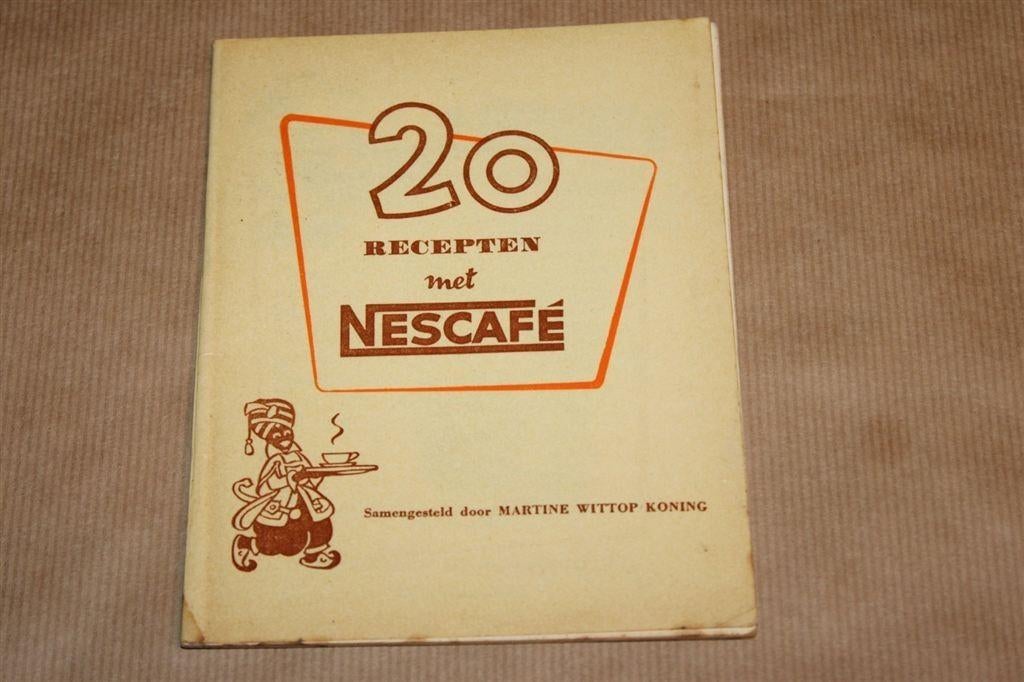 20
RECEPTEN
met
NESCAFÉ
Samengesteld door MARTINE WITTOP KONING